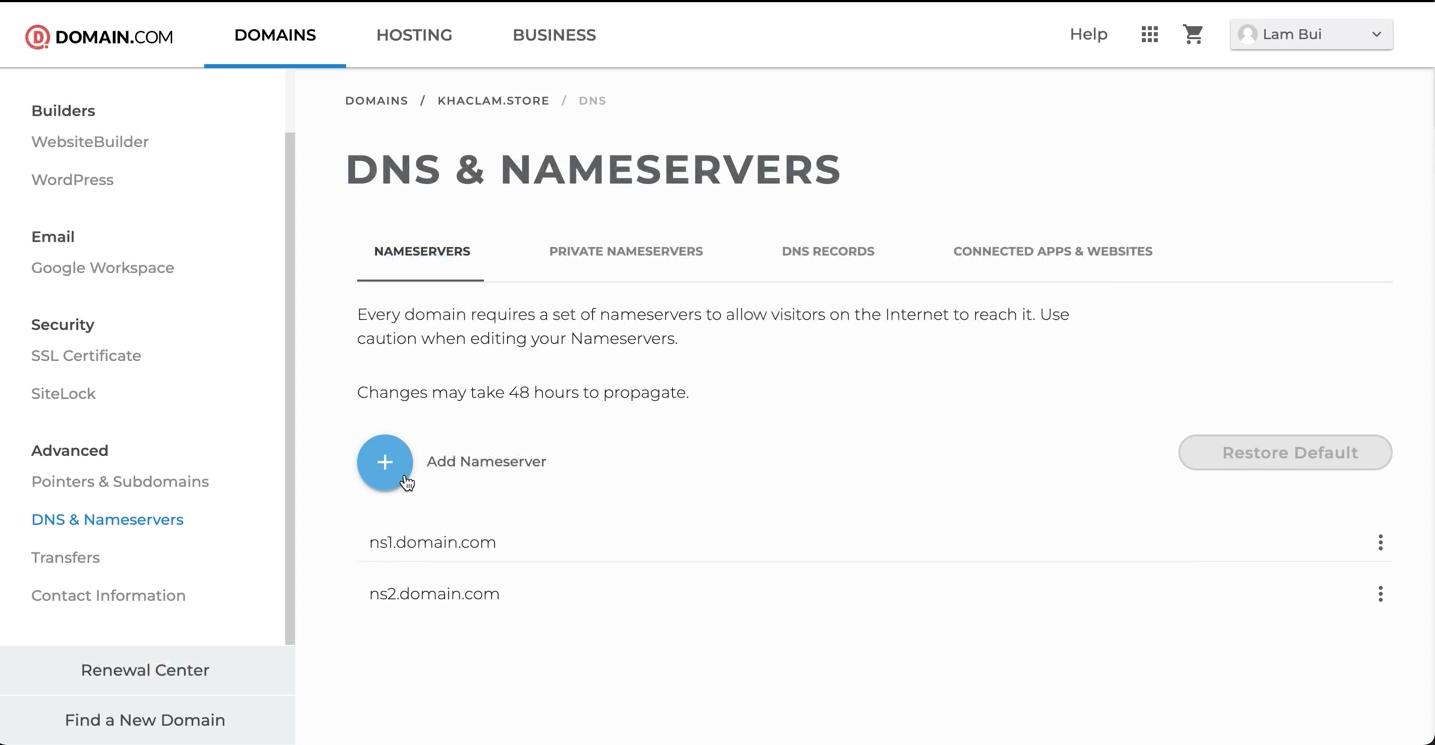 DOMAIN.COM
DOMAINS
HOSTING
BUSINESS
Help
Lam Bui
Builders
WebsiteBuilder
WordPress
Email
Google Workspace
Security
SSL Certificate
SiteLock
Advanced
Pointers & Subdomains
DNS & Nameservers
Transfers
Contact Information
Renewal Center
Find a New Domain
DOMAINS / KHACLAM.STORE / DNS
DNS & NAMESERVERS
NAMESERVERS
PRIVATE NAMESERVERS
DNS RECORDS
CONNECTED APPS & WEBSITES
Every domain requires a set of nameservers to allow visitors on the Internet to reach it. Use
caution when editing your Nameservers.
Changes may take 48 hours to propagate.
+ Add Nameserver
Restore Default
ns1.domain.com
ns2.domain.com